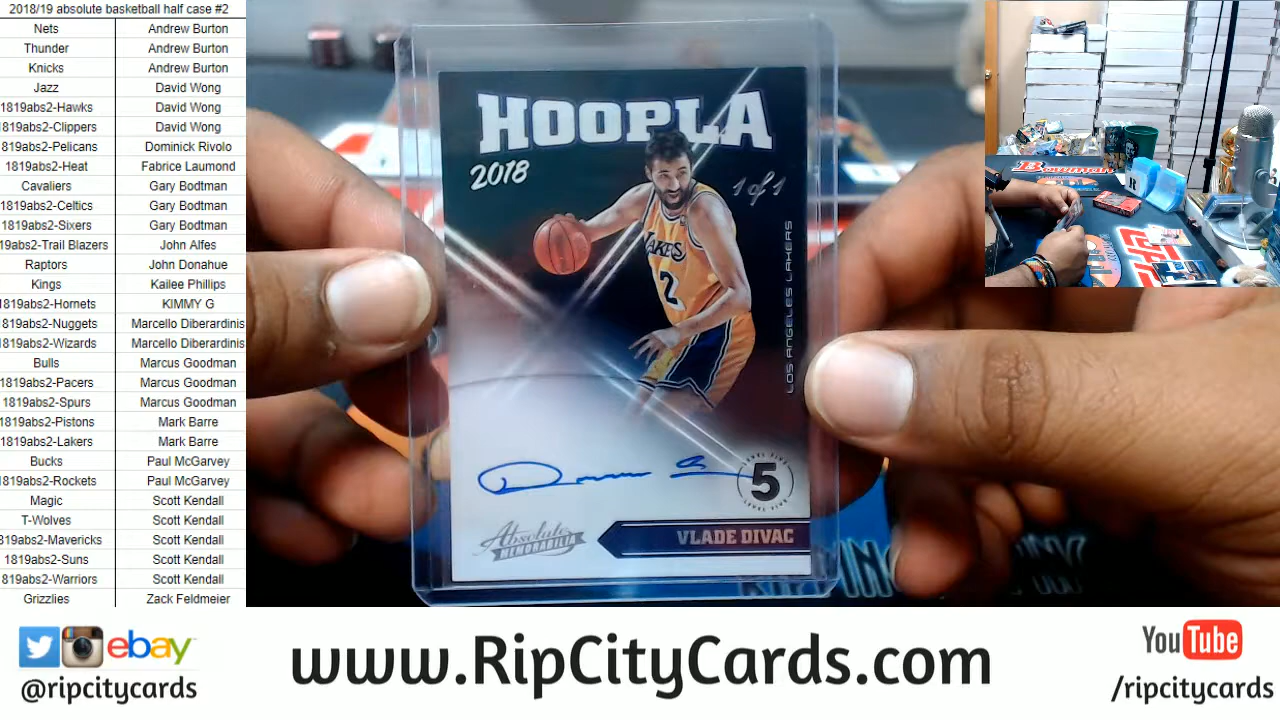 2018/19 absolute basketball half case #2
Nets Andrew Burton
Thunder Andrew Burton
Knicks Andrew Burton
Jazz David Wong
1819abs2-Hawks David Wong
1819abs2-Clippers David Wong
819abs2-Pelicans Dominick Rivolo
1819abs2-Heat Fabrice Laumond
Cavaliers Gary Bodtman
Celtics Gary Bodtman
Sixers Gary Bodtman
19abs2-Trail Blazers John Alfes
Raptors John Donahue
Kings Kailee Phillips
1819abs2-Hornets KIMMY G
819abs2-Nuggets Marcello Diberardinis
1819abs2-Wizards Marcello Diberardinis
Bulls Marcus Goodman
1819abs2-Pacers Marcus Goodman
1819abs2-Spurs Marcus Goodman
1819abs2-Pistons Mark Barre
1819abs2-Lakers Mark Barre
Bucks Paul McGarvey
1819abs2-Rockets Paul McGarvey
Magic Scott Kendall
T-Wolves Scott Kendall
819abs2-Mavericks Scott Kendall
1819abs2-Suns Scott Kendall
819abs2-Warriors Scott Kendall
Grizzlies Zack Feldmeier
HOOPLA
2018
1 of 1
LAKERS
2
LOS ANGELES LAKERS
5
Absolute
MEMORABILIA
VLADE DIVAC
Bowman
ebay
@ripcitycards
www.RipCityCards.com
YouTube
/ripcitycards